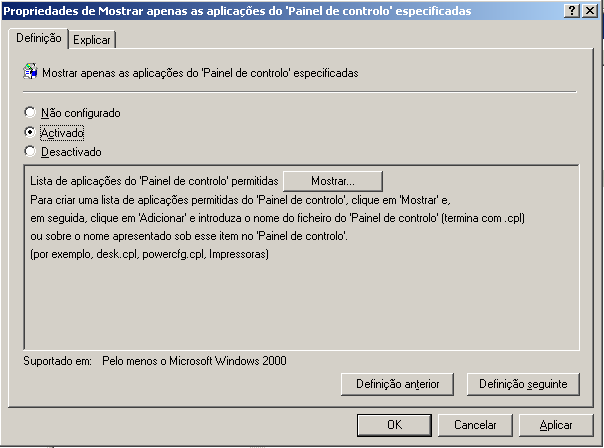 Propriedades de Mostrar apenas as aplicações do 'Painel de controlo' especificadas
Definição Explicar
Mostrar apenas as aplicações do 'Painel de controlo' especificadas
Não configurado
Activado
Desactivado
Lista de aplicações do 'Painel de controlo' permitidas Mostrar...
Para criar uma lista de aplicações permitidas do 'Painel de controlo', clique em 'Mostrar' e,
em seguida, clique em 'Adicionar' e introduza o nome do ficheiro do 'Painel de controlo' (termina com .cpl)
ou sobre o nome apresentado sob esse item no 'Painel de controlo'.
(por exemplo, desk.cpl, powercfg.cpl, Impressoras)
Suportado em: Pelo menos o Microsoft Windows 2000
Definição anterior Definição seguinte
OK Cancelar Aplicar